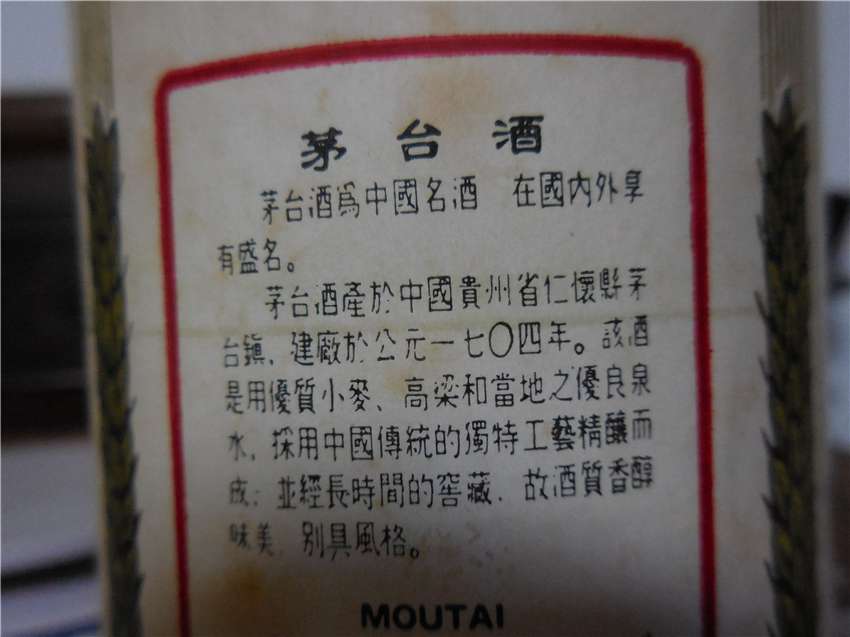 茅台酒
茅台酒爲中國名酒　在國內外享
有盛名。
茅台酒產於中國貴州省仁懷縣茅
台鎮、建廠於公元一七〇四年。該酒
是用優質小麥、高梁和當地之優良泉
水，採用中國傳統的獨特工藝精釀而
成；並經長時間的窖藏．故酒質香醇
味美．別具風格。
MOUTAI